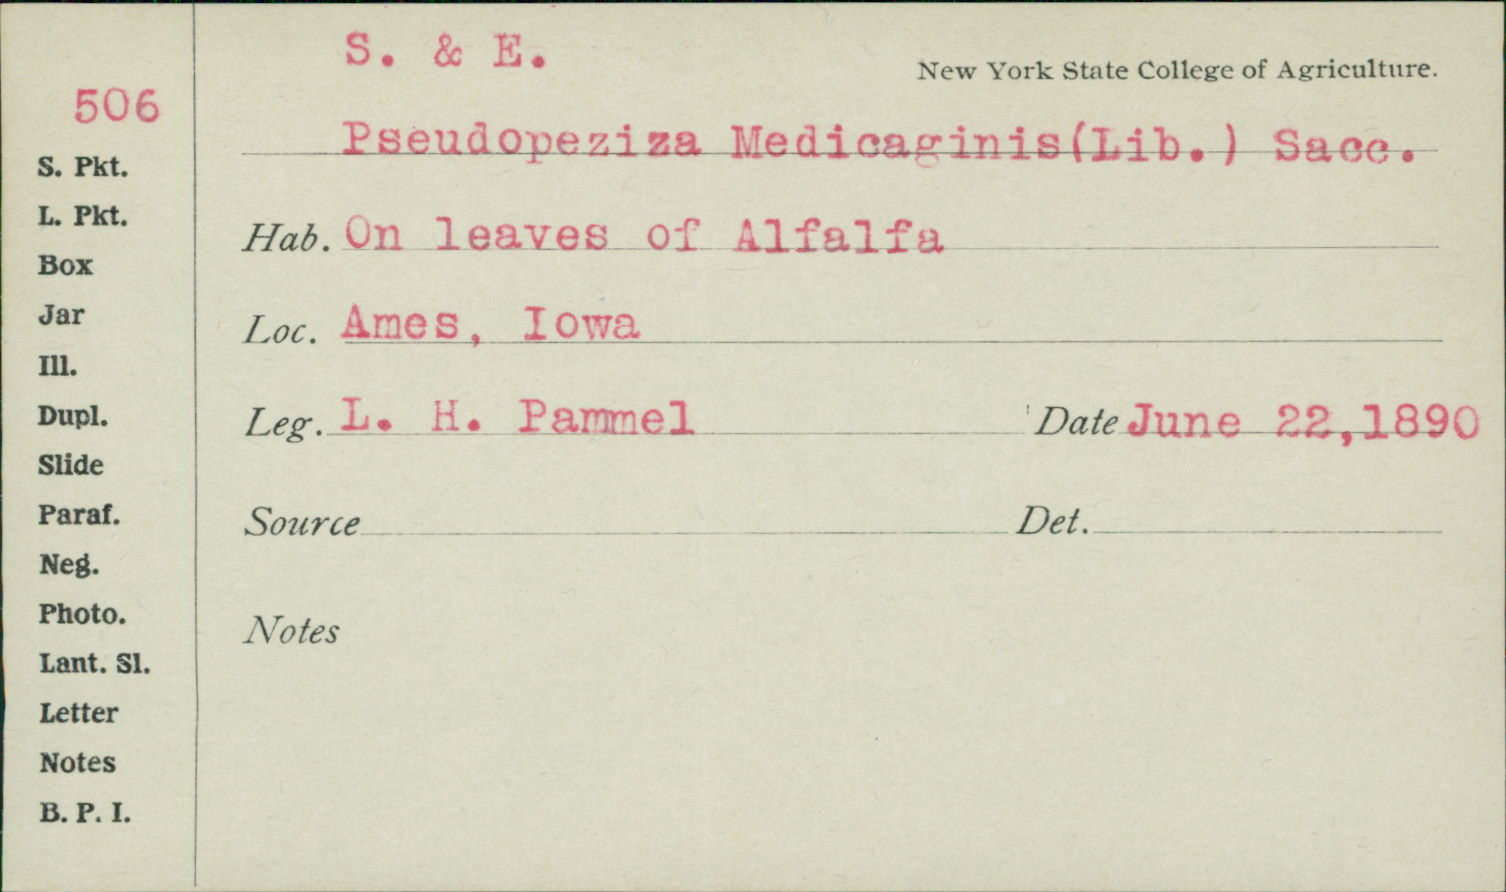 S. & E.
New York State College of Agriculture.
506
Pseudopeziza Medicaginis(Lib.) Sacc.
S. Pkt.
L. Pkt.
Box
Jar
Ill.
Dupl.
Slide
Paraf.
Neg.
Photo.
Lant. Sl.
Letter
Notes
B. P. I.
Hab. On leaves of Alfalfa
Loc. Ames, Iowa
Leg. L. H. Pammel Date June 22,1890
Source Det.
Notes